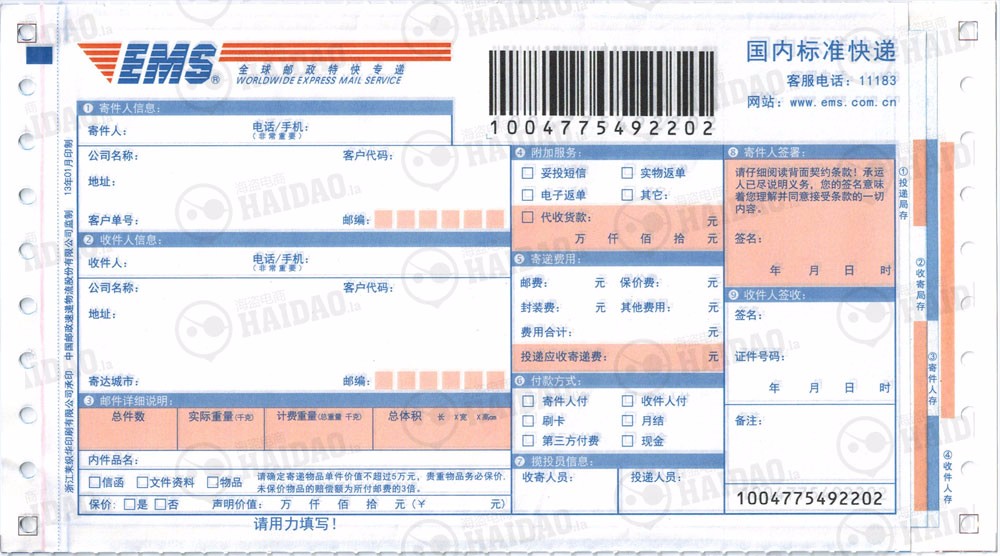 EMS®
全球邮政特快专递
WORLDWIDE EXPRESS MAIL SERVICE
1004775492202
国内标准快递
客服电话：11183
网站：www.ems.com.cn
❶ 寄件人信息：
寄件人：
电话/手机：
（非常重要）
公司名称：
客户代码：
地址：
客户单号：
邮编：
❷ 收件人信息：
收件人：
电话/手机：
（非常重要）
公司名称：
客户代码：
地址：
寄达城市：
邮编：
❸ 邮件详细说明：
总件数
实际重量(千克)
计费重量(总重量 千克)
总体积 长 X宽 X高cm
内件品名：
信函 文件资料 物品
请确定寄递物品单件价值不超过5万元，贵重物品务必保价，
未保价物品的赔偿额为所付邮费的3倍。
保价： 是 否 声明价值： 万 仟 佰 拾 元（￥ 元）
请用力填写！
❹ 附加服务：
妥投短信 实物返单
电子返单 其它：
代收货款： 元
万 仟 佰 拾 元
❺ 寄递费用：
邮费： 元 保价费： 元
封装费： 元 其他费用： 元
费用合计： 元
投递应收寄递费： 元
❻ 付款方式：
寄件人付 收件人付
刷卡 月结
第三方付费 现金
❼ 揽投员信息：
收寄人员：
投递人员：
❽ 寄件人签署：
请仔细阅读背面契约条款！承运
人已尽说明义务，您的签名意味
着您理解并同意接受条款的一切
内容。
签名：
年 月 日 时
❾ 收件人签收：
签名：
证件号码：
年 月 日 时
备注：
1004775492202
①投递局存
②收寄局存
③寄件人存
④收件人存
浙江莱织华印刷有限公司承印 中国邮政速递物流股份有限公司监制 13年01月印制
海道电商
HAIDAO.la